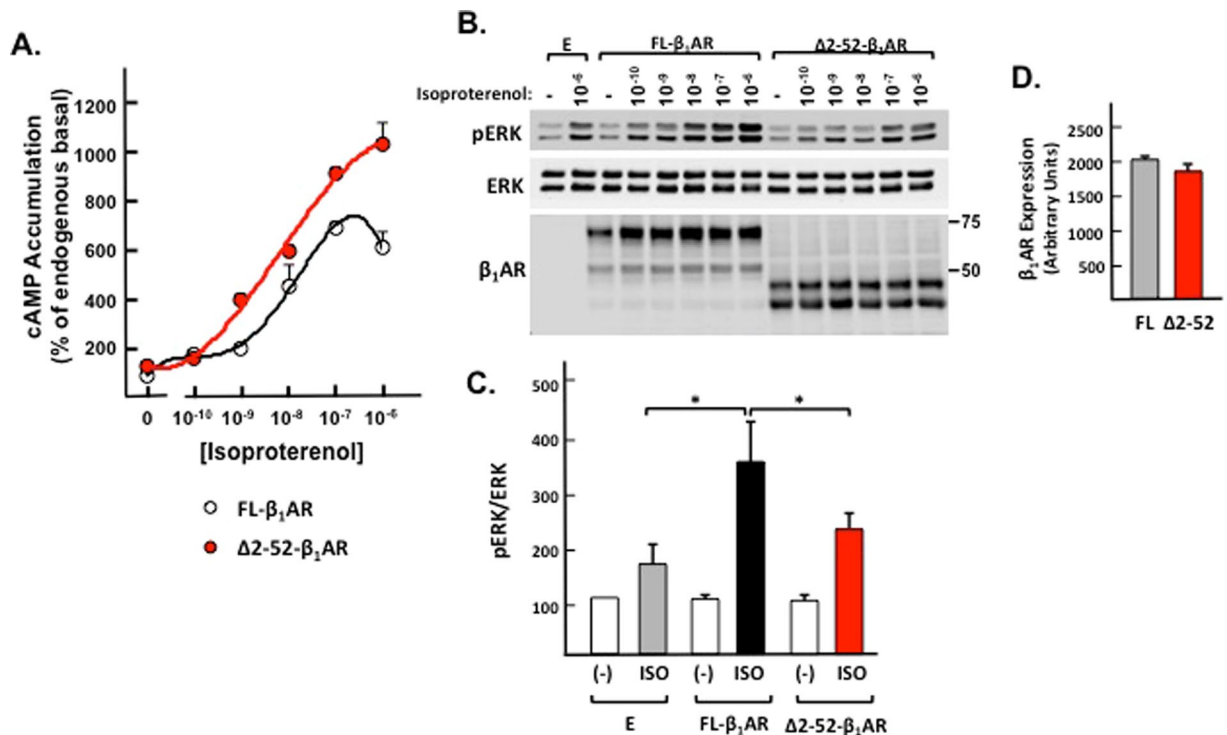 A.
cAMP Accumulation
(% of endogenous basal)
1200
1000
800
600
400
200
0 10⁻¹⁰ 10⁻⁹ 10⁻⁸ 10⁻⁷ 10⁻⁶
[Isoproterenol]
FL-β₁AR
Δ2-52-β₁AR
B.
E FL-β₁AR Δ2-52-β₁AR
Isoproterenol: - 10⁻⁶ - 10⁻¹⁰ 10⁻⁹ 10⁻⁸ 10⁻⁷ 10⁻⁶ - 10⁻¹⁰ 10⁻⁹ 10⁻⁸ 10⁻⁷ 10⁻⁶
pERK
ERK
β₁AR
75
50
C.
pERK/ERK
500
400
300
200
100
* *
(-) ISO (-) ISO (-) ISO
E FL-β₁AR Δ2-52-β₁AR
D.
β₁AR Expression
(Arbitrary Units)
2500
2000
1500
1000
500
FL Δ2-52